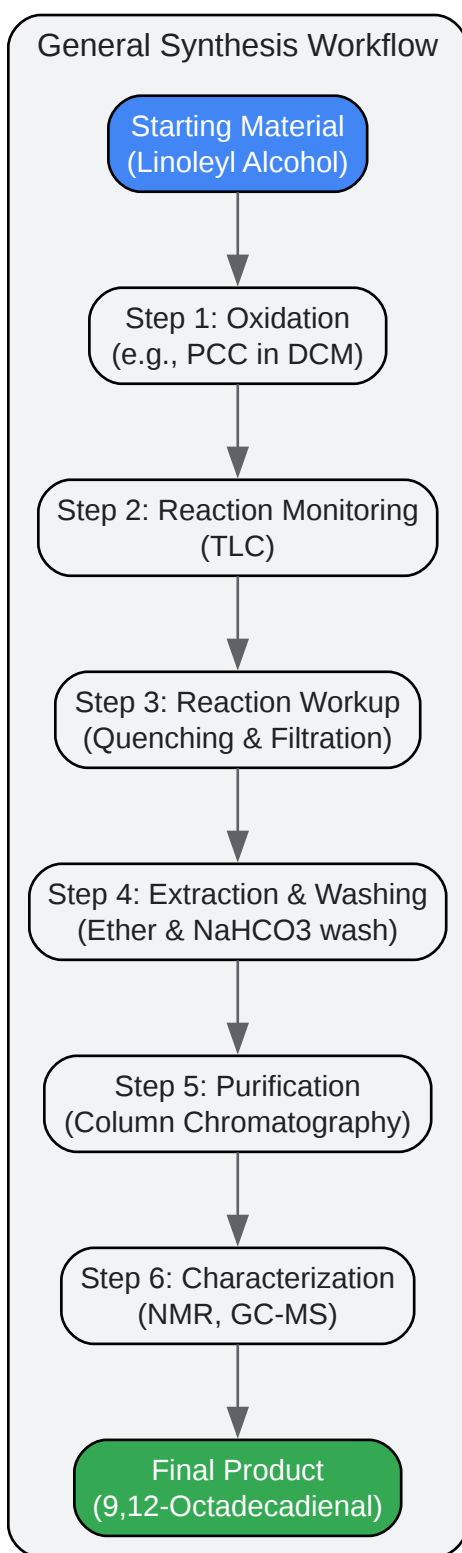 General Synthesis Workflow
Starting Material
(Linoleyl Alcohol)
Step 1: Oxidation
(e.g., PCC in DCM)
Step 2: Reaction Monitoring
(TLC)
Step 3: Reaction Workup
(Quenching & Filtration)
Step 4: Extraction & Washing
(Ether & NaHCO3 wash)
Step 5: Purification
(Column Chromatography)
Step 6: Characterization
(NMR, GC-MS)
Final Product
(9,12-Octadecadienal)